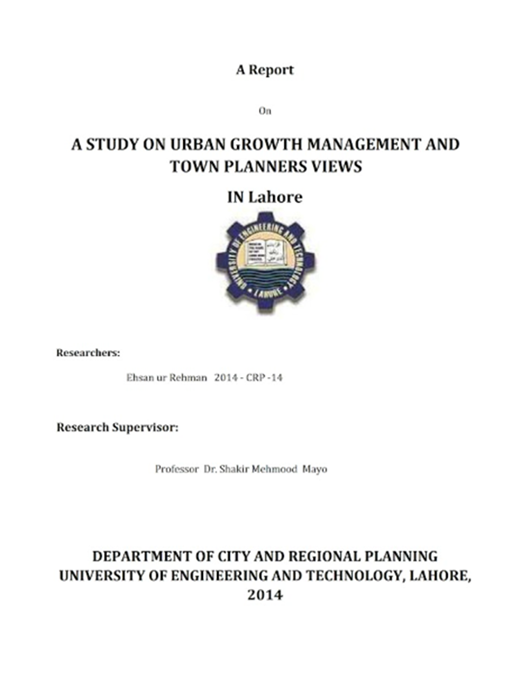 A Report
On
A STUDY ON URBAN GROWTH MANAGEMENT AND
TOWN PLANNERS VIEWS
IN Lahore
UNIVERSITY OF ENGINEERING AND TECHNOLOGY
LAHORE
Researchers:
Ehsan ur Rehman 2014 - CRP -14
Research Supervisor:
Professor Dr. Shakir Mehmood Mayo
DEPARTMENT OF CITY AND REGIONAL PLANNING
UNIVERSITY OF ENGINEERING AND TECHNOLOGY, LAHORE,
2014